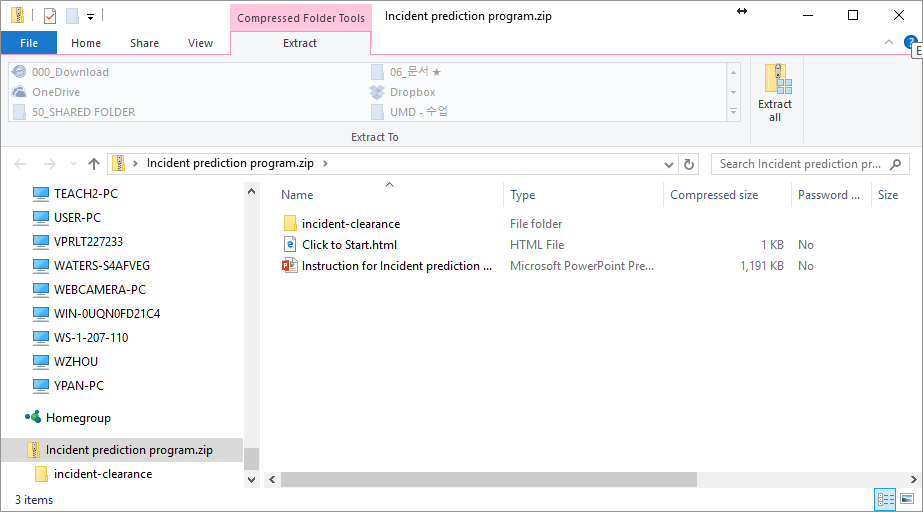 Compressed Folder Tools
Incident prediction program.zip
File
Home
Share
View
Extract
?
E
000_Download
06_문서 ★
OneDrive
Dropbox
50_SHARED FOLDER
UMD - 수업
Extract To
Extract
all
Incident prediction program.zip
Search Incident prediction pr...
TEACH2-PC
USER-PC
VPRLT227233
WATERS-S4AFVEG
WEBCAMERA-PC
WIN-0UQN0FD21C4
WS-1-207-110
WZHOU
YPAN-PC
Homegroup
Incident prediction program.zip
incident-clearance
Name
Type
Compressed size
Password ...
Size
incident-clearance
File folder
Click to Start.html
HTML File
1 KB
No
Instruction for Incident prediction ...
Microsoft PowerPoint Pre...
1,191 KB
No
3 items